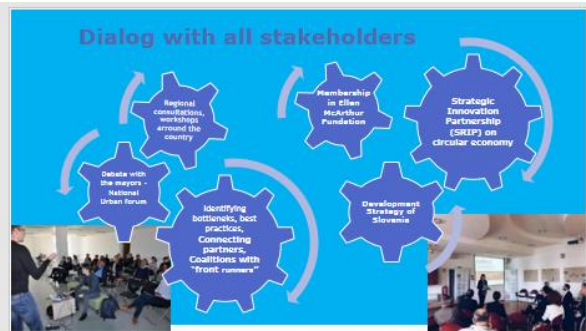 Dialog with all stakeholders
Regional
consultations,
workshops
arround the
country
Debate with
the mayors -
National
Urban forum
Identifying
bottleneks, best
practices,
Connecting
partners,
Coalitions with
"front runners"
Membership
in Ellen
McArthur
Fundation
Strategic
Innovation
Partnership
(SRIP) on
circular economy
Development
Strategy of
Slovenia